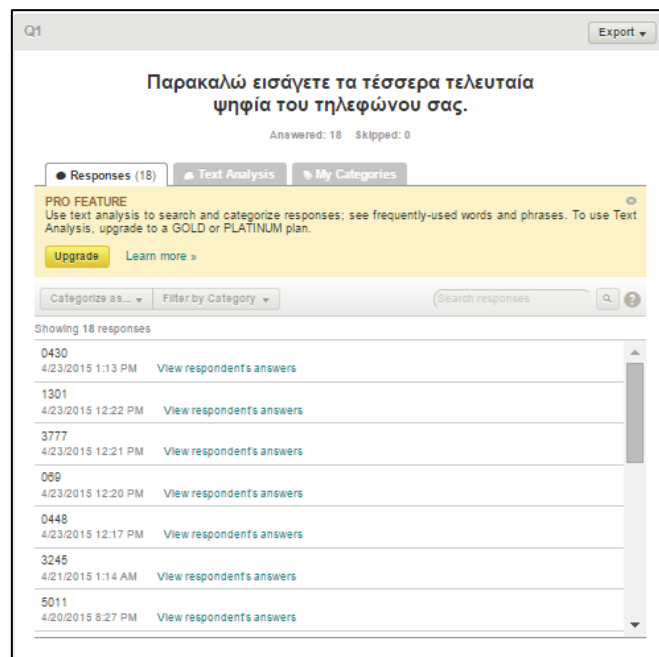 Q1
Export
Παρακαλώ εισάγετε τα τέσσερα τελευταία
ψηφία του τηλεφώνου σας.
Answered: 18 Skipped: 0
Responses (18)
Text Analysis
My Categories
PRO FEATURE
Use text analysis to search and categorize responses; see frequently-used words and phrases. To use Text
Analysis, upgrade to a GOLD or PLATINUM plan.
Upgrade Learn more »
Categorize as... Filter by Category Search responses ?
Showing 18 responses
0430
4/23/2015 1:13 PM View respondent's answers
1301
4/23/2015 12:22 PM View respondent's answers
3777
4/23/2015 12:21 PM View respondent's answers
069
4/23/2015 12:20 PM View respondent's answers
0448
4/23/2015 12:17 PM View respondent's answers
3245
4/21/2015 1:14 AM View respondent's answers
5011
4/20/2015 8:27 PM View respondent's answers